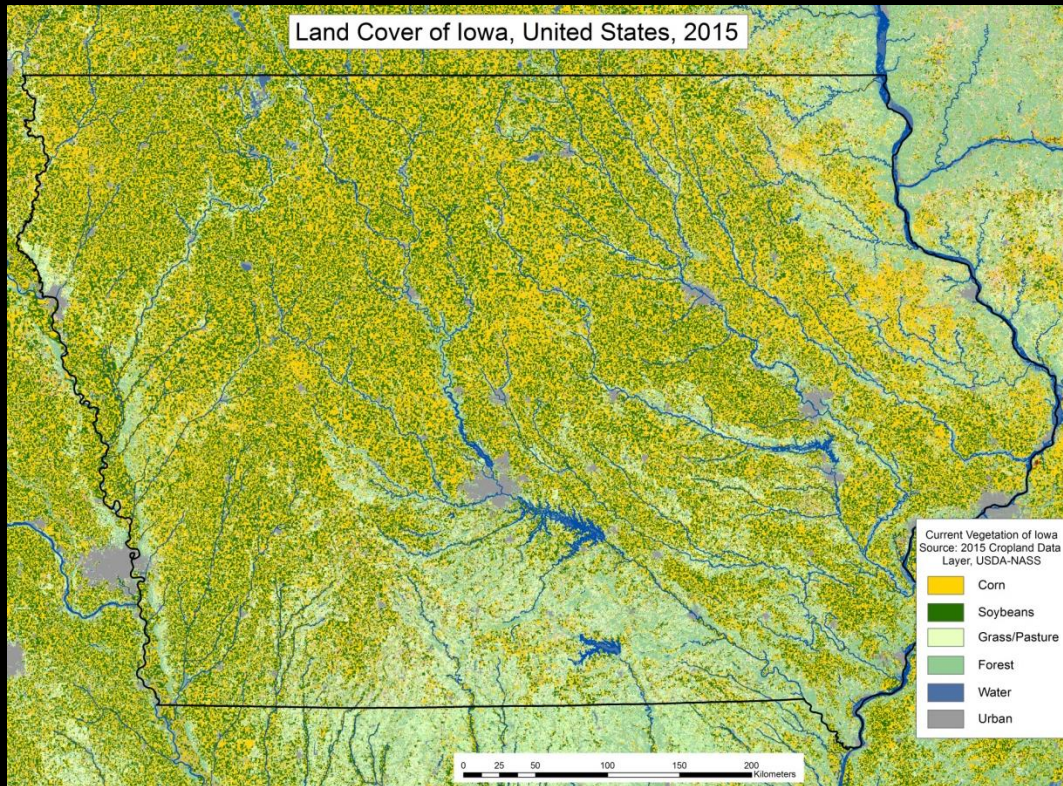 Land Cover of Iowa, United States, 2015
Current Vegetation of Iowa
Source: 2015 Cropland Data
Layer, USDA-NASS
Corn
Soybeans
Grass/Pasture
Forest
Water
Urban
0 25 50 100 150 200
Kilometers